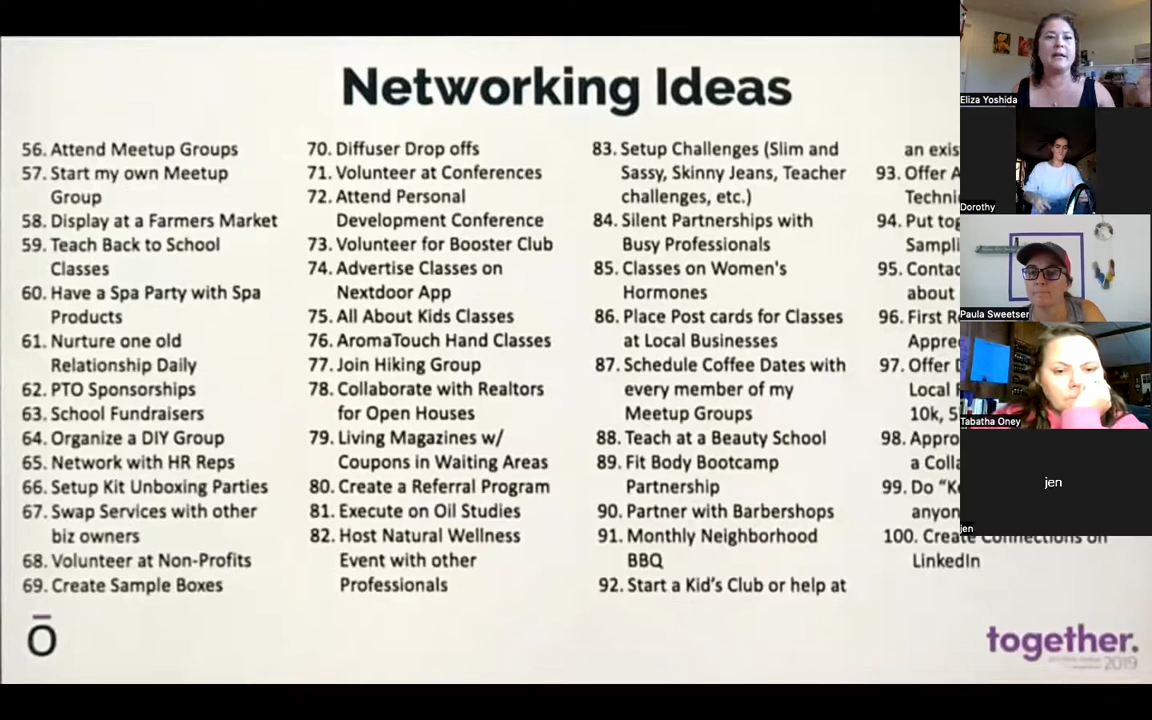 Networking Ideas
56. Attend Meetup Groups
57. Start my own Meetup
Group
58. Display at a Farmers Market
59. Teach Back to School
Classes
60. Have a Spa Party with Spa
Products
61. Nurture one old
Relationship Daily
62. PTO Sponsorships
63. School Fundraisers
64. Organize a DIY Group
65. Network with HR Reps
66. Setup Kit Unboxing Parties
67. Swap Services with other
biz owners
68. Volunteer at Non-Profits
69. Create Sample Boxes
70. Diffuser Drop offs
71. Volunteer at Conferences
72. Attend Personal
Development Conference
73. Volunteer for Booster Club
74. Advertise Classes on
Nextdoor App
75. All About Kids Classes
76. AromaTouch Hand Classes
77. Join Hiking Group
78. Collaborate with Realtors
for Open Houses
79. Living Magazines w/
Coupons in Waiting Areas
80. Create a Referral Program
81. Execute on Oil Studies
82. Host Natural Wellness
Event with other
Professionals
83. Setup Challenges (Slim and
Sassy, Skinny Jeans, Teacher
challenges, etc.)
84. Silent Partnerships with
Busy Professionals
85. Classes on Women's
Hormones
86. Place Post cards for Classes
at Local Businesses
87. Schedule Coffee Dates with
every member of my
Meetup Groups
88. Teach at a Beauty School
89. Fit Body Bootcamp
Partnership
90. Partner with Barbershops
91. Monthly Neighborhood
BBQ
92. Start a Kid's Club or help at
an exis
93. Offer A
Techni
94. Put tog
Sampli
95. Contac
about
96. First R
Appre
97. Offer
Local
10k, 5
98. Appro
a Colla
99. Do
anyon
100. Create Connections on
LinkedIn
ō
together.
2019
Eliza Yoshida
Dorothy
Paula Sweetser
Tabatha Oney
jen
jen